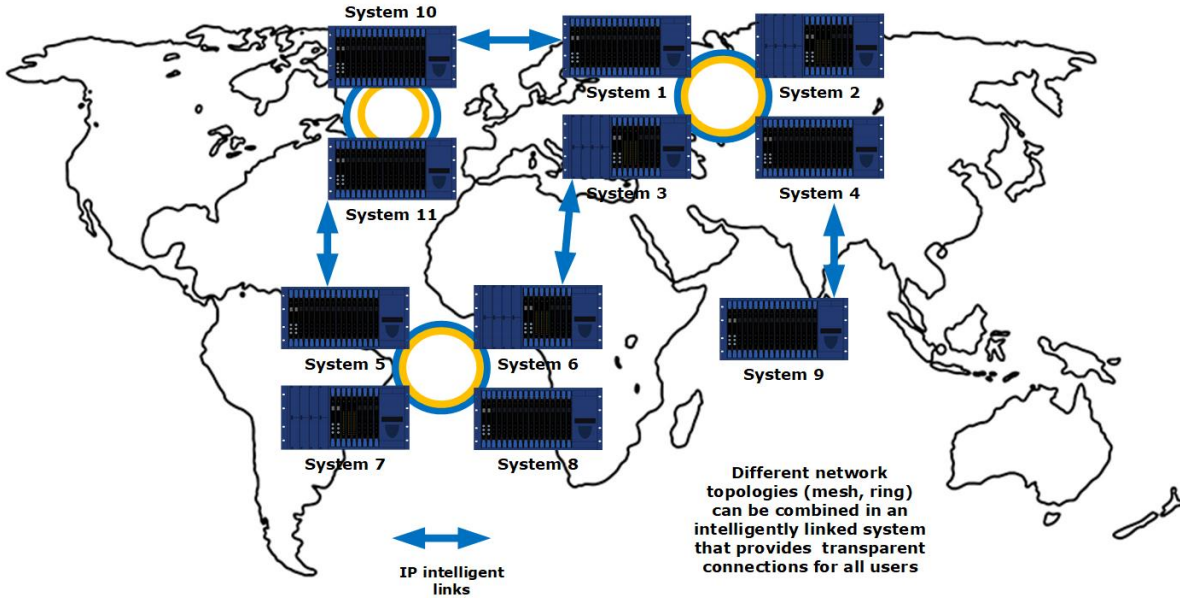 System 10
System 1
System 2
System 3
System 4
System 11
System 5
System 6
System 9
System 7
System 8
Different network
topologies (mesh, ring)
can be combined in an
intelligently linked system
that provides transparent
connections for all users
IP intelligent
links